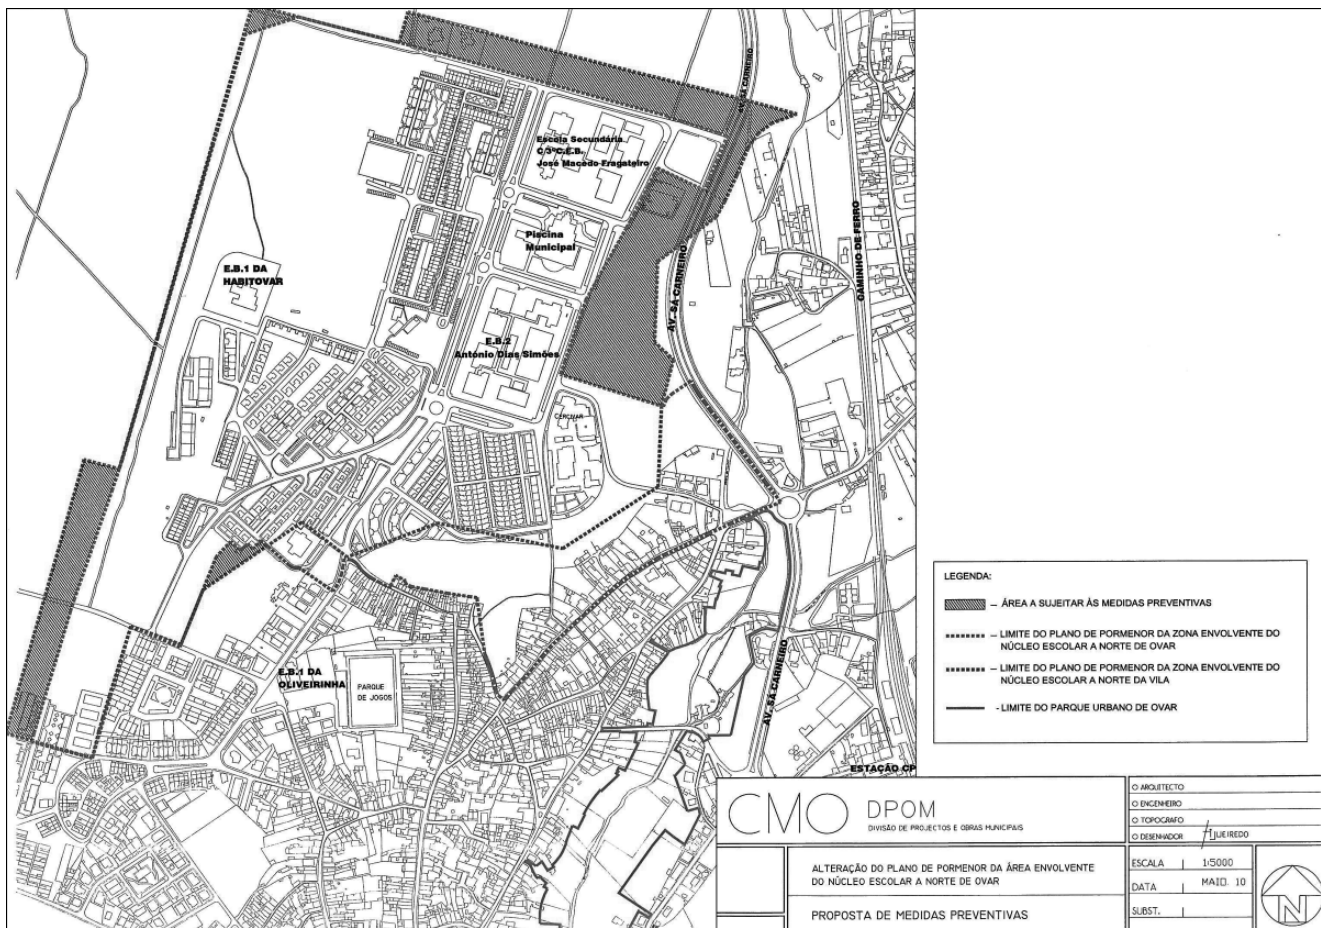 AV. SÁ CARNEIRO
Escola Secundária
C/3ºC.E.B.
José Macedo Fragateiro
Piscina
Municipal
E.B.1 DA
HABITOVAR
AV. SÁ CARNEIRO
CAMINHO DE FERRO
E.B.2
António Dias Simões
CERCIVAR
E.B.1 DA
OLIVEIRINHA
PARQUE
DE JOGOS
AV. SÁ CARNEIRO
ESTAÇÃO CP
LEGENDA:
– ÁREA A SUJEITAR ÀS MEDIDAS PREVENTIVAS
– LIMITE DO PLANO DE PORMENOR DA ZONA ENVOLVENTE DO
NÚCLEO ESCOLAR A NORTE DE OVAR
– LIMITE DO PLANO DE PORMENOR DA ZONA ENVOLVENTE DO
NÚCLEO ESCOLAR A NORTE DA VILA
- LIMITE DO PARQUE URBANO DE OVAR
CMO DPOM
DIVISÃO DE PROJECTOS E OBRAS MUNICIPAIS
O ARQUITECTO
O ENGENHEIRO
O TOPOGRAFO
O DESENHADOR
ALTERAÇÃO DO PLANO DE PORMENOR DA ÁREA ENVOLVENTE
DO NÚCLEO ESCOLAR A NORTE DE OVAR
PROPOSTA DE MEDIDAS PREVENTIVAS
ESCALA 1:5000
DATA MAIO. 10
SUBST.
N